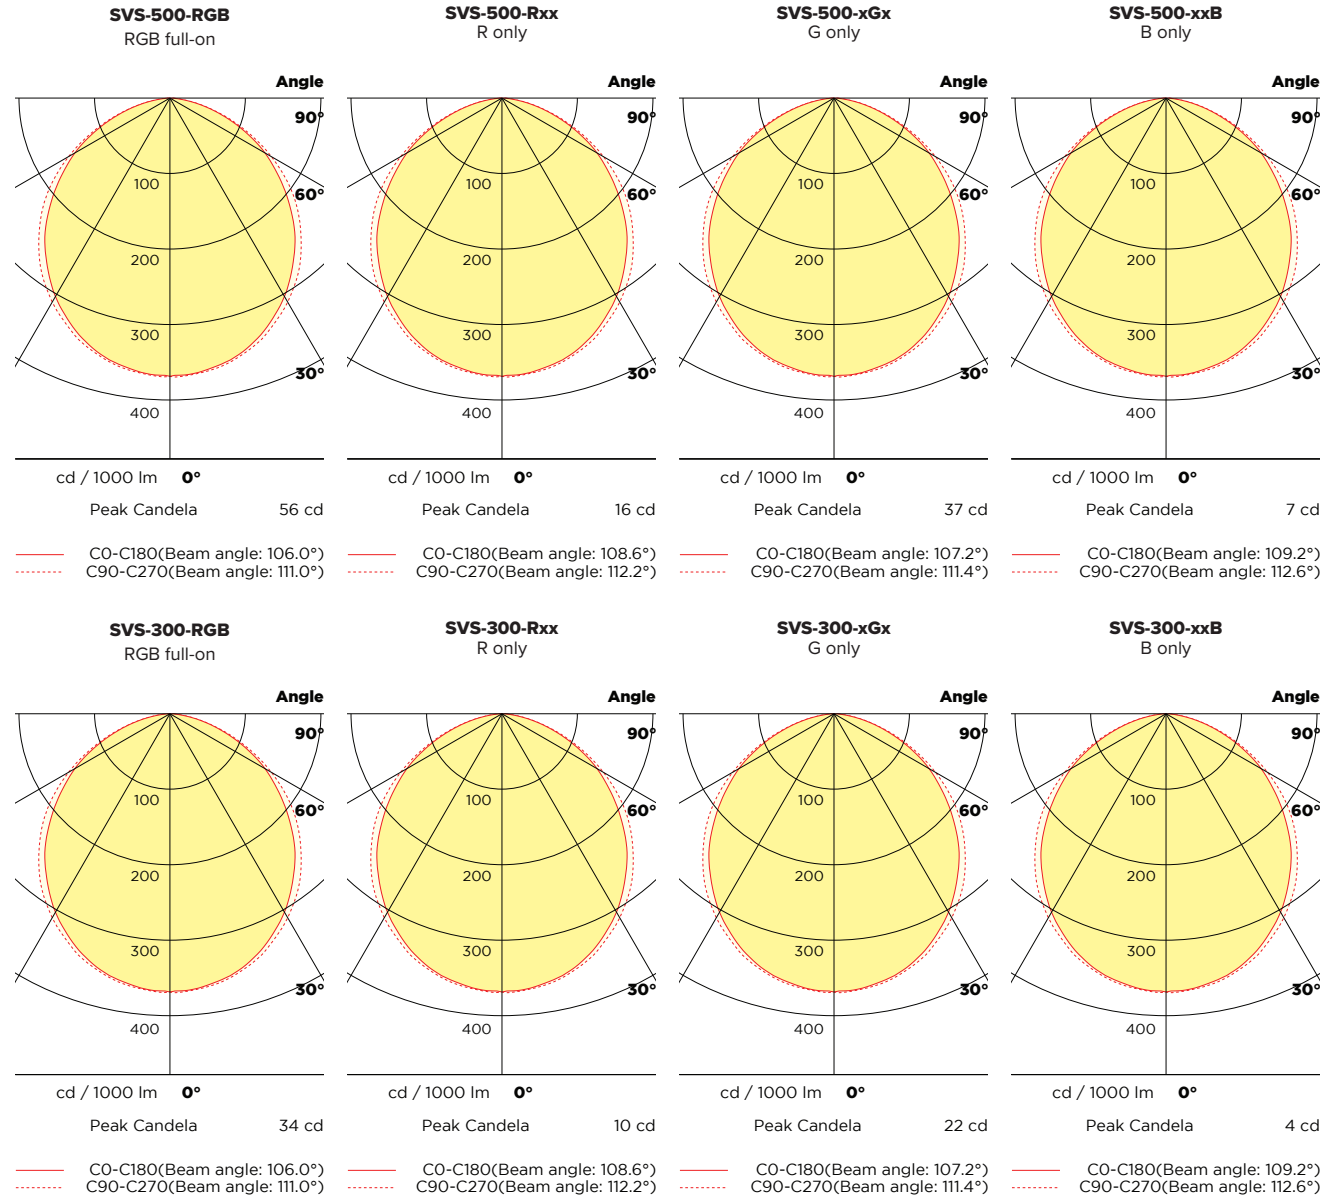 SVS-500-RGB
RGB full-on
Angle
90°
100
60°
200
300
30°
400
cd / 1000 lm 0°
Peak Candela 56 cd
C0-C180(Beam angle: 106.0°)
C90-C270(Beam angle: 111.0°)
SVS-500-Rxx
R only
Angle
90°
100
60°
200
300
30°
400
cd / 1000 lm 0°
Peak Candela 16 cd
C0-C180(Beam angle: 108.6°)
C90-C270(Beam angle: 112.2°)
SVS-500-xGx
G only
Angle
90°
100
60°
200
300
30°
400
cd / 1000 lm 0°
Peak Candela 37 cd
C0-C180(Beam angle: 107.2°)
C90-C270(Beam angle: 111.4°)
SVS-500-xxB
B only
Angle
90°
100
60°
200
300
30°
400
cd / 1000 lm 0°
Peak Candela 7 cd
C0-C180(Beam angle: 109.2°)
C90-C270(Beam angle: 112.6°)
SVS-300-RGB
RGB full-on
Angle
90°
100
60°
200
300
30°
400
cd / 1000 lm 0°
Peak Candela 34 cd
C0-C180(Beam angle: 106.0°)
C90-C270(Beam angle: 111.0°)
SVS-300-Rxx
R only
Angle
90°
100
60°
200
300
30°
400
cd / 1000 lm 0°
Peak Candela 10 cd
C0-C180(Beam angle: 108.6°)
C90-C270(Beam angle: 112.2°)
SVS-300-xGx
G only
Angle
90°
100
60°
200
300
30°
400
cd / 1000 lm 0°
Peak Candela 22 cd
C0-C180(Beam angle: 107.2°)
C90-C270(Beam angle: 111.4°)
SVS-300-xxB
B only
Angle
90°
100
60°
200
300
30°
400
cd / 1000 lm 0°
Peak Candela 4 cd
C0-C180(Beam angle: 109.2°)
C90-C270(Beam angle: 112.6°)